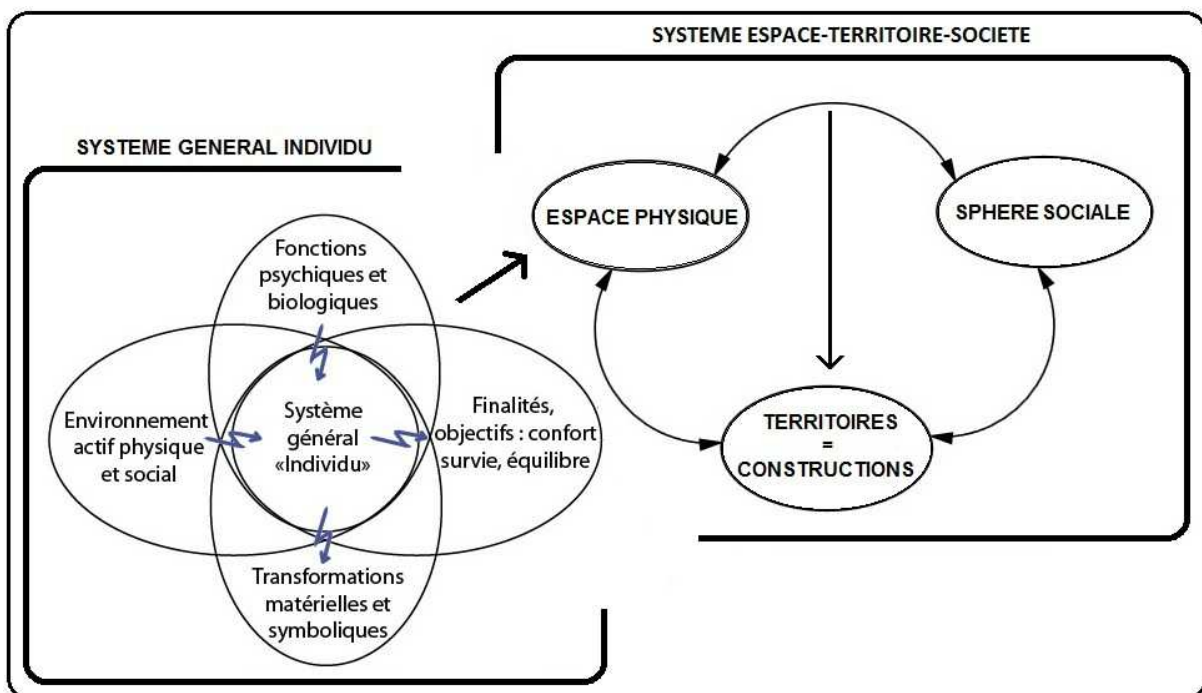 SYSTEME ESPACE-TERRITOIRE-SOCIETE
SYSTEME GENERAL INDIVIDU
ESPACE PHYSIQUE
SPHERE SOCIALE
TERRITOIRES
=
CONSTRUCTIONS
Fonctions
psychiques et
biologiques
Environnement
actif physique
et social
Système
général
«Individu»
Finalités,
objectifs : confort
survie, équilibre
Transformations
matérielles et
symboliques